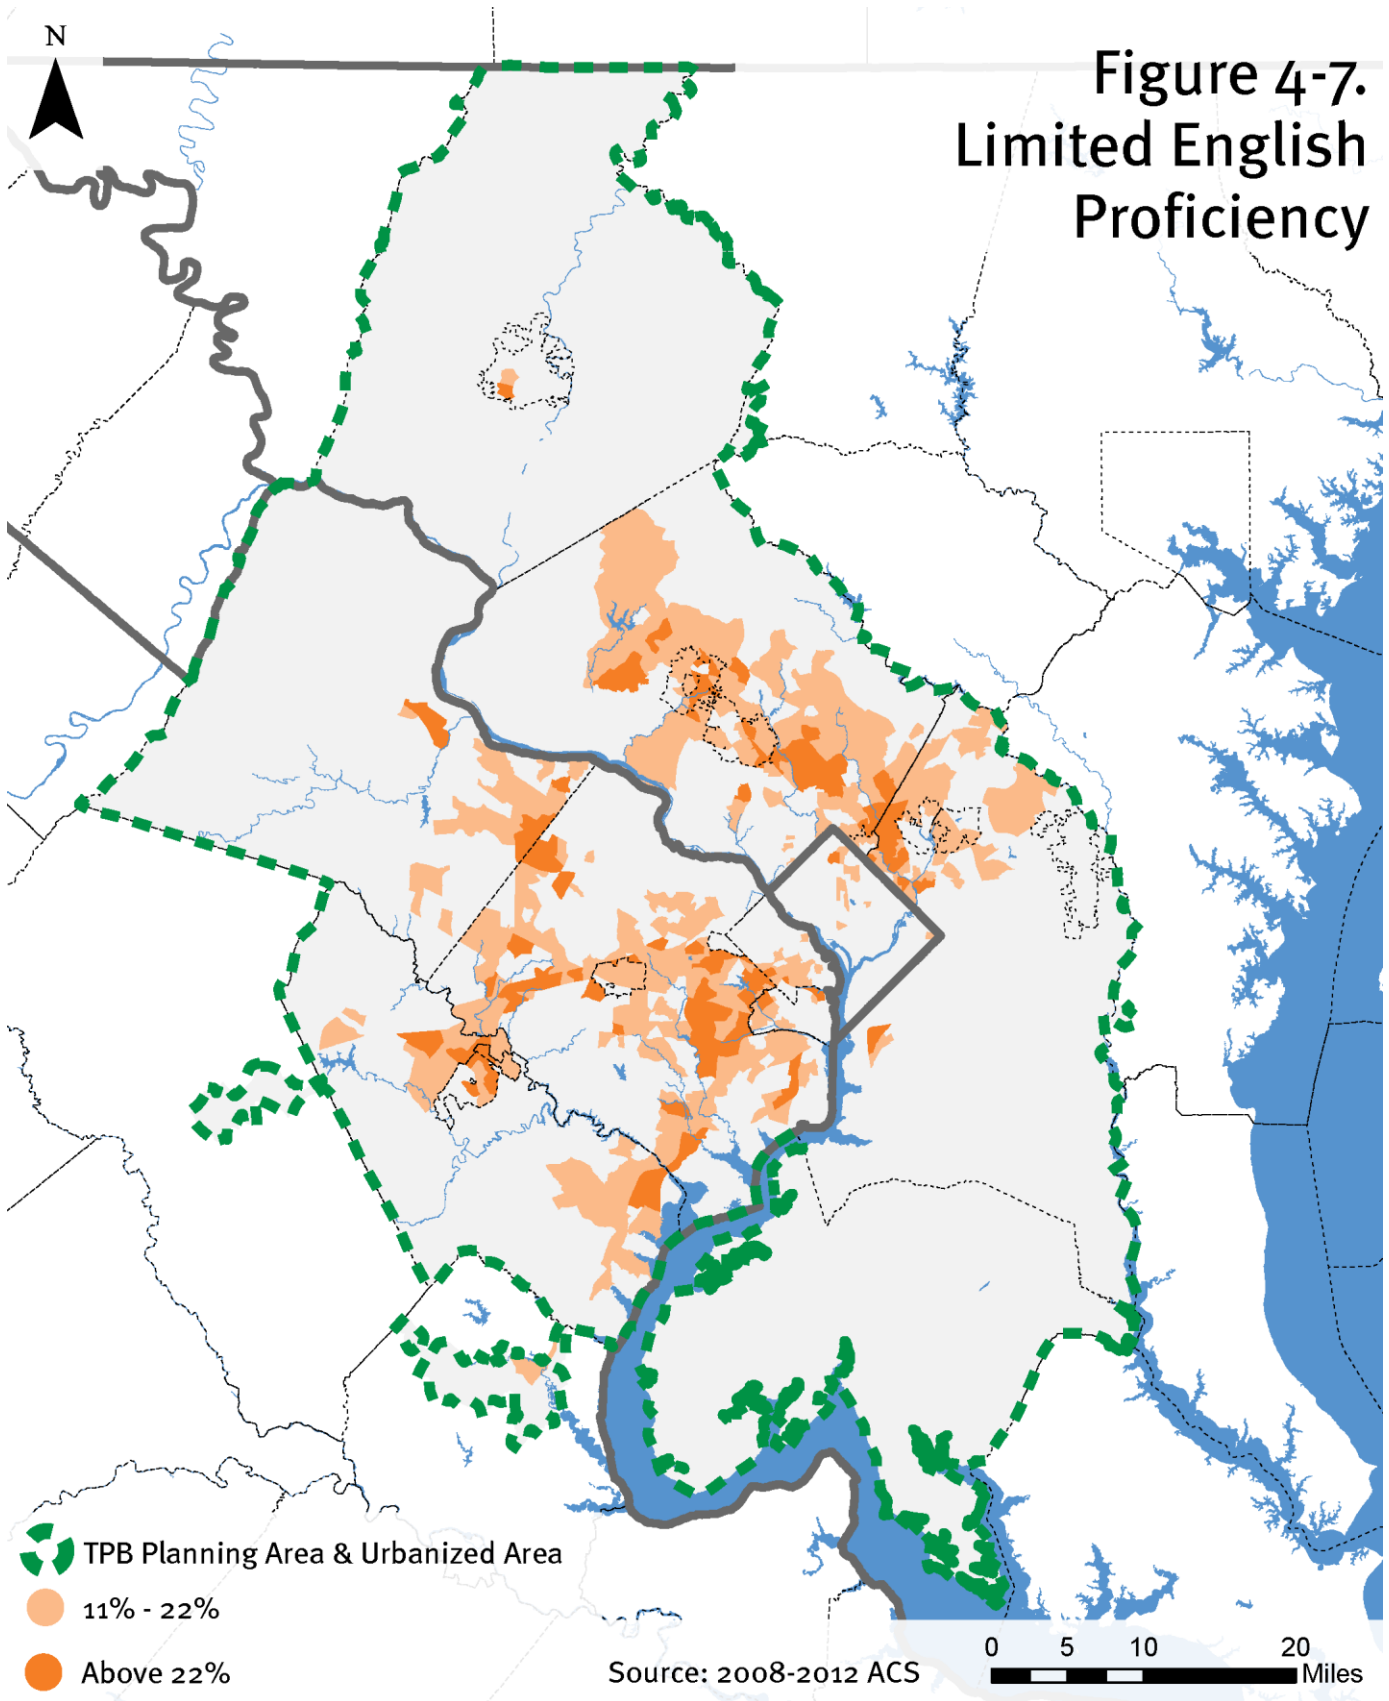 N
Figure 4-7.
Limited English
Proficiency
TPB Planning Area & Urbanized Area
11% - 22%
Above 22%
Source: 2008-2012 ACS
0 5 10 20
Miles